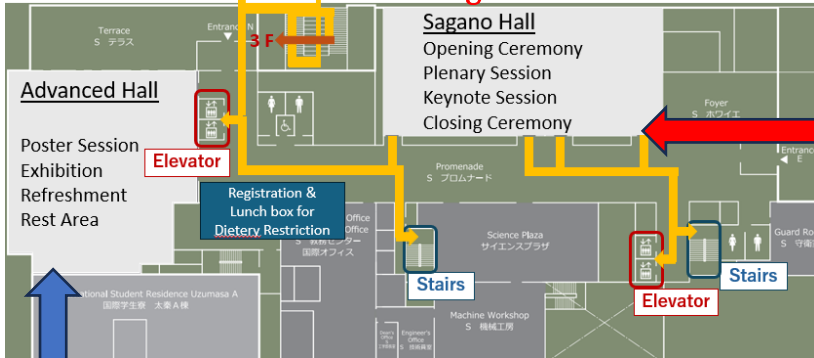 Terrace
S テラス
Entrance N
3 F
Sagano Hall
Opening Ceremony
Plenary Session
Keynote Session
Closing Ceremony
Advanced Hall
Poster Session
Exhibition
Refreshment
Rest Area
Elevator
Foyer
S ホワイエ
Entrance
E
Promenade
S プロムナード
Registration &
Lunch box for
Dietery Restriction
Office
Office
国際オフィス
Science Plaza
サイエンスプラザ
Stairs
Guard Ro
S 守衛
Stairs
Elevator
ational Student Residence Uzumasa A
国際学生寮 太秦A棟
Machine Workshop
S 機械工房
Engineer's
Office